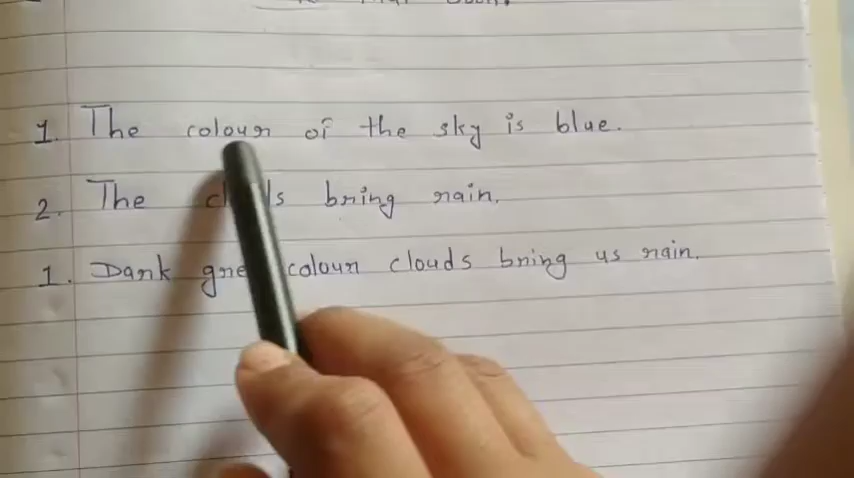 1. The colour of the sky is blue.
2. The bring rain.
1. Dark colour clouds bring us rain.